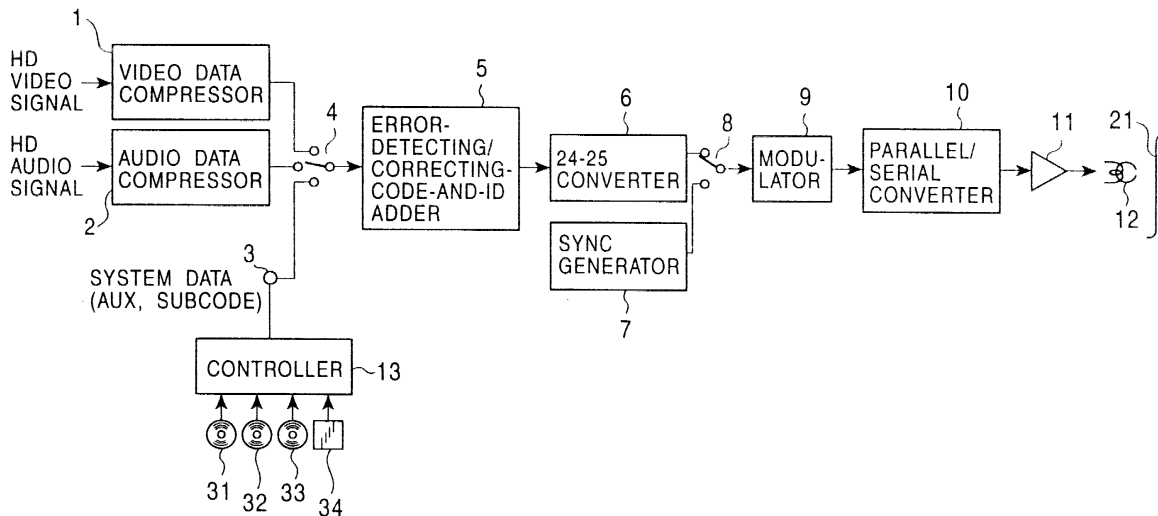 1
HD
VIDEO
SIGNAL
VIDEO DATA
COMPRESSOR
HD
AUDIO
SIGNAL
AUDIO DATA
COMPRESSOR
2
3
SYSTEM DATA
(AUX, SUBCODE)
4
5
ERROR-
DETECTING/
CORRECTING-
CODE-AND-ID
ADDER
6
24-25
CONVERTER
SYNC
GENERATOR
7
8
9
MODU-
LATOR
10
PARALLEL/
SERIAL
CONVERTER
11
21
12
CONTROLLER
13
31
32
33
34